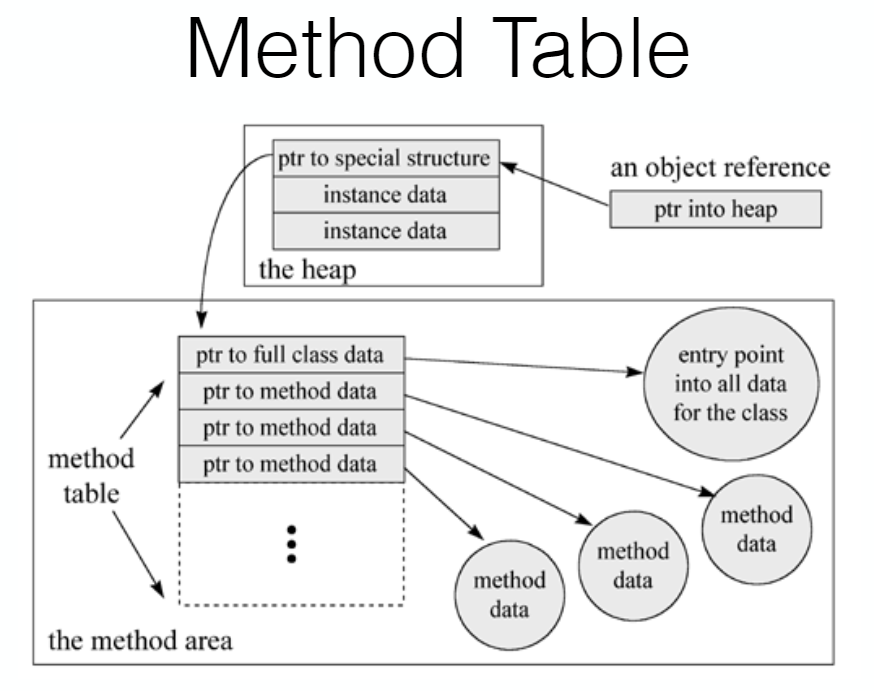 Method Table
ptr to special structure
instance data
instance data
the heap
an object reference
ptr into heap
ptr to full class data
ptr to method data
ptr to method data
ptr to method data
method
table
the method area
entry point
into all data
for the class
method
data
method
data
method
data